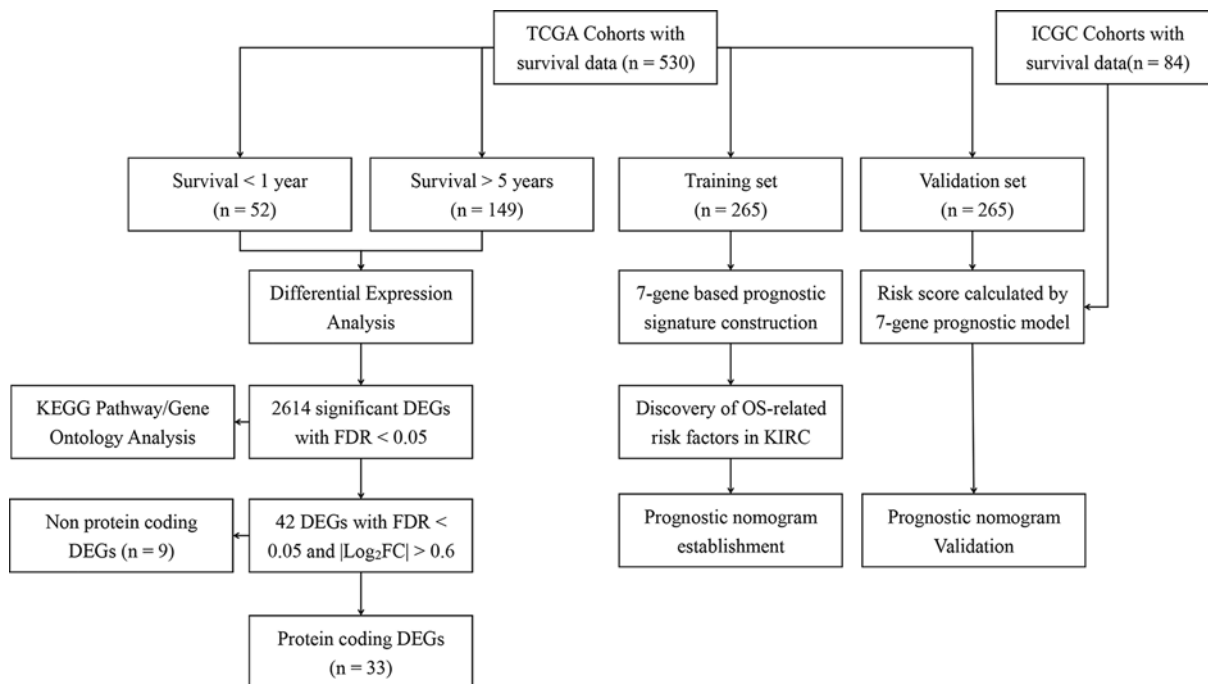 TCGA Cohorts with
survival data (n = 530)
ICGC Cohorts with
survival data(n = 84)
Survival < 1 year
(n = 52)
Survival > 5 years
(n = 149)
Training set
(n = 265)
Validation set
(n = 265)
Differential Expression
Analysis
7-gene based prognostic
signature construction
Risk score calculated by
7-gene prognostic model
KEGG Pathway/Gene
Ontology Analysis
2614 significant DEGs
with FDR < 0.05
Discovery of OS-related
risk factors in KIRC
Non protein coding
DEGs (n = 9)
42 DEGs with FDR <
0.05 and |Log₂FC| > 0.6
Prognostic nomogram
establishment
Prognostic nomogram
Validation
Protein coding DEGs
(n = 33)